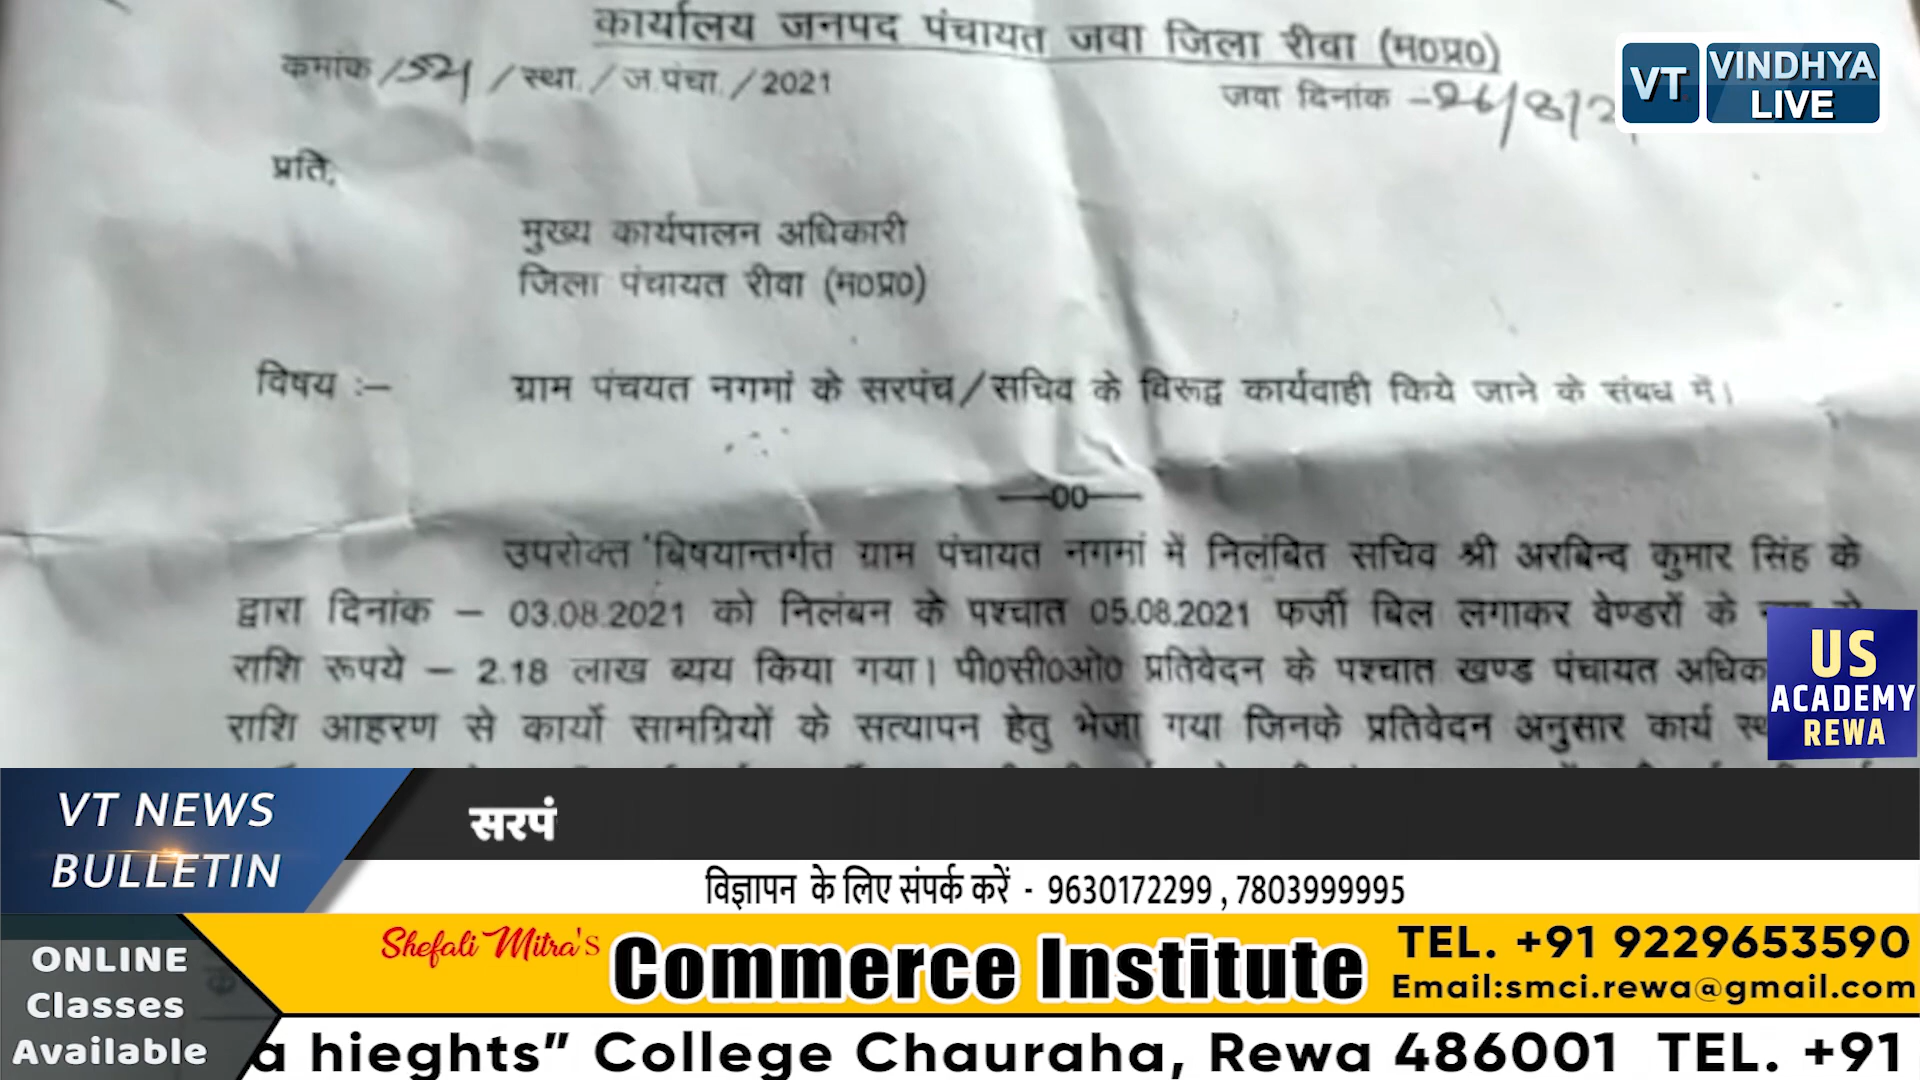 कार्यालय जनपद पंचायत जवा जिला रीवा (म0प्र0)
कमांक /521 /स्था./ज.पंचा./2021
जवा दिनांक -26/8/2
VT
VINDHYA
LIVE
प्रति,
मुख्य कार्यपालन अधिकारी
जिला पंचायत रीवा (म0प्र0)
विषय :– ग्राम पंचयत नगमां के सरपंच/सचिव के विरूद्व कार्यवाही किये जाने के संबध में।
—00—
उपरोक्त बिषयान्तर्गत ग्राम पंचायत नगमां में निलंबित सचिव श्री अरबिन्द कुमार सिंह के
द्वारा दिनांक – 03.08.2021 को निलंबन के पश्चात 05.08.2021 फर्जी बिल लगाकर वेण्डरों के
राशि रूपये – 2.18 लाख ब्यय किया गया। पी0सी0ओ0 प्रतिवेदन के पश्चात खण्ड पंचायत अधिक
राशि आहरण से कार्यो सामग्रियों के सत्यापन हेतु भेजा गया जिनके प्रतिवेदन अनुसार कार्य
US
ACADEMY
REWA
VT NEWS
BULLETIN
सरपं
विज्ञापन के लिए संपर्क करें - 9630172299 , 7803999995
ONLINE
Classes
Available
Shefali Mitra's
Commerce Institute
TEL. +91 9229653590
Email:smci.rewa@gmail.com
a hieghts” College Chauraha, Rewa 486001 TEL. +91